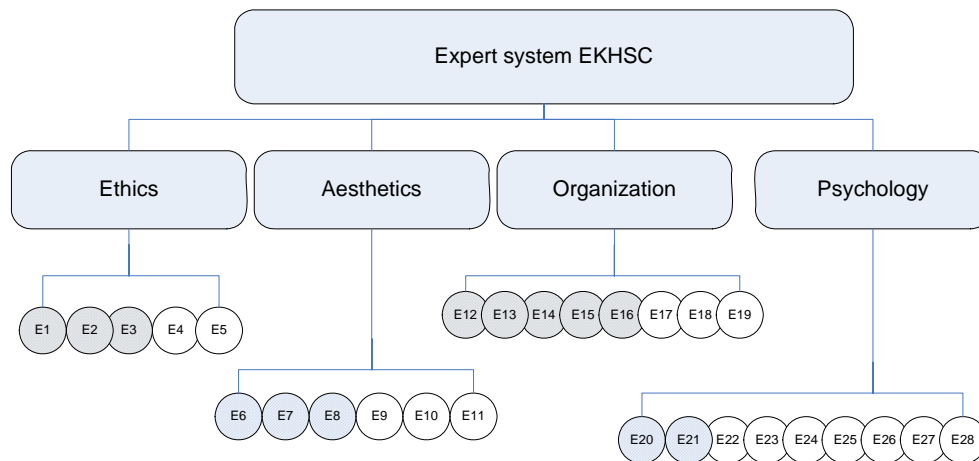 Expert system EKHSC
Ethics
Aesthetics
Organization
Psychology
E1 E2 E3 E4 E5
E12 E13 E14 E15 E16 E17 E18 E19
E6 E7 E8 E9 E10 E11
E20 E21 E22 E23 E24 E25 E26 E27 E28